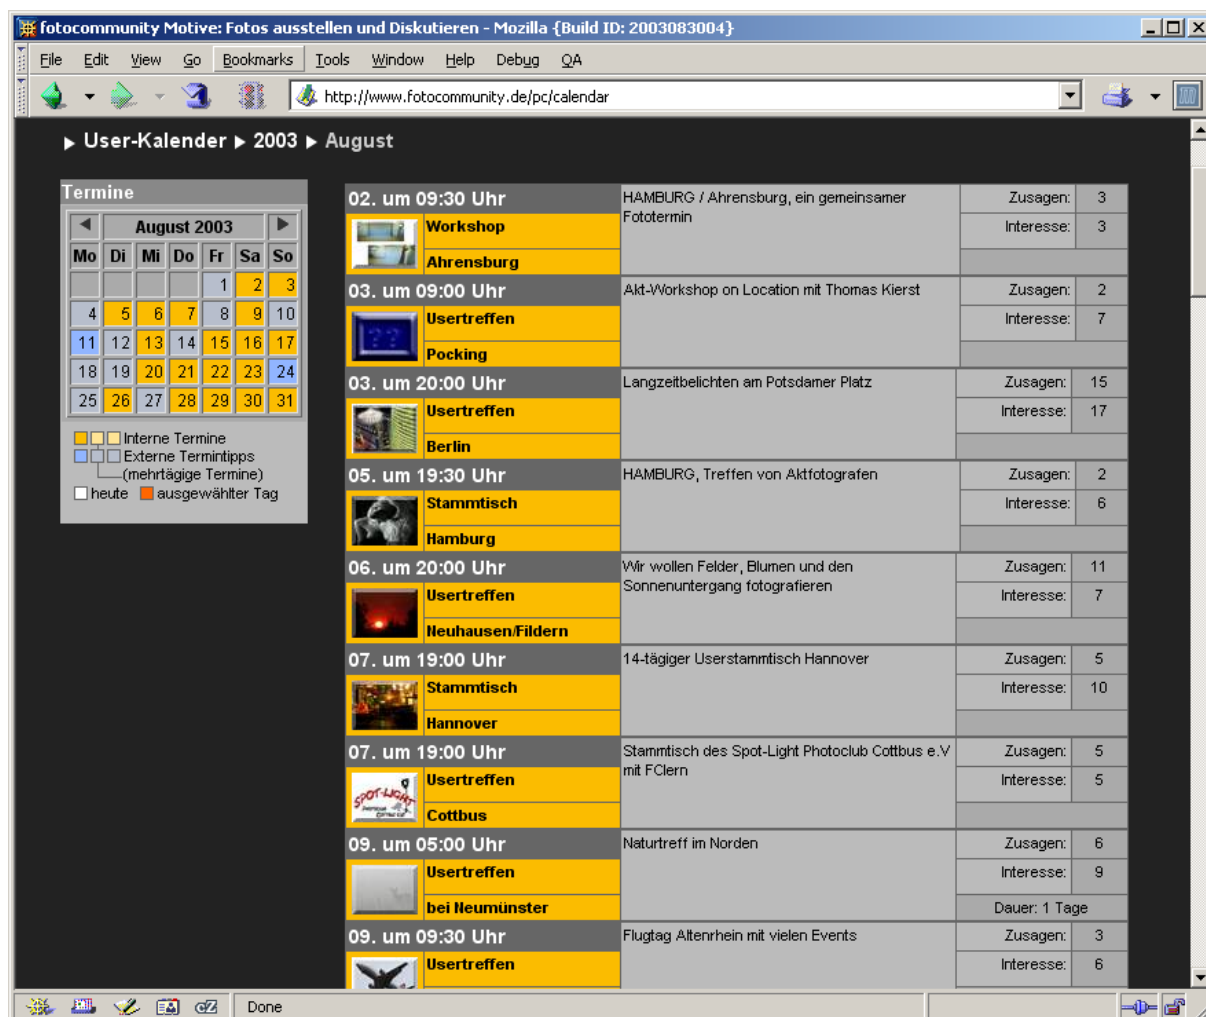 fotocommunity Motive: Fotos ausstellen und Diskutieren - Mozilla {Build ID: 2003083004}
File Edit View Go Bookmarks Tools Window Help Debug QA
http://www.fotocommunity.de/pc/calendar
User-Kalender 2003 August
Termine
August 2003
Mo Di Mi Do Fr Sa So
1 2 3
4 5 6 7 8 9 10
11 12 13 14 15 16 17
18 19 20 21 22 23 24
25 26 27 28 29 30 31
Interne Termine
Externe Termintipps
(mehrtägige Termine)
heute ausgewählter Tag
02. um 09:30 Uhr
Workshop
Ahrensburg
HAMBURG / Ahrensburg, ein gemeinsamer
Fototermin
Zusagen: 3
Interesse: 3
03. um 09:00 Uhr
??
Usertreffen
Pocking
Akt-Workshop on Location mit Thomas Kierst
Zusagen: 2
Interesse: 7
03. um 20:00 Uhr
Usertreffen
Berlin
Langzeitbelichten am Potsdamer Platz
Zusagen: 15
Interesse: 17
05. um 19:30 Uhr
Stammtisch
Hamburg
HAMBURG, Treffen von Aktfotografen
Zusagen: 2
Interesse: 6
06. um 20:00 Uhr
Usertreffen
Neuhausen/Fildern
Wir wollen Felder, Blumen und den
Sonnenuntergang fotografieren
Zusagen: 11
Interesse: 7
07. um 19:00 Uhr
Stammtisch
Hannover
14-tägiger Userstammtisch Hannover
Zusagen: 5
Interesse: 10
07. um 19:00 Uhr
SPOT-LIGHT
Usertreffen
Cottbus
Stammtisch des Spot-Light Photoclub Cottbus e.V
mit FClern
Zusagen: 5
Interesse: 5
09. um 05:00 Uhr
Usertreffen
bei Neumünster
Naturtreff im Norden
Zusagen: 6
Interesse: 9
Dauer: 1 Tage
09. um 09:30 Uhr
Usertreffen
Flugtag Altenrhein mit vielen Events
Zusagen: 3
Interesse: 6
cZ
Done